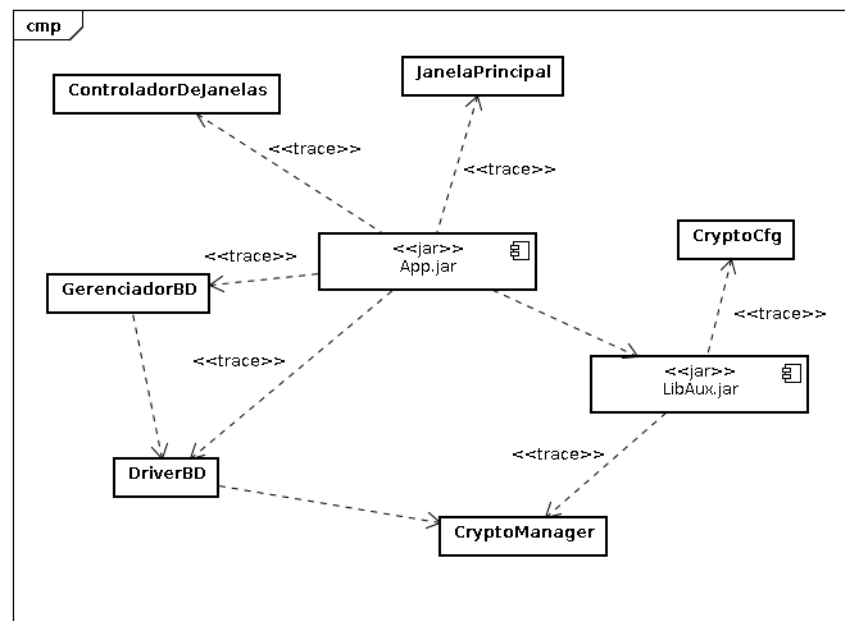 cmp
JanelaPrincipal
ControladorDeJanelas
<<trace>>
<<trace>>
<<jar>>
App.jar
CryptoCfg
<<trace>>
GerenciadorBD
<<trace>>
<<trace>>
<<jar>>
LibAux.jar
<<trace>>
DriverBD
CryptoManager